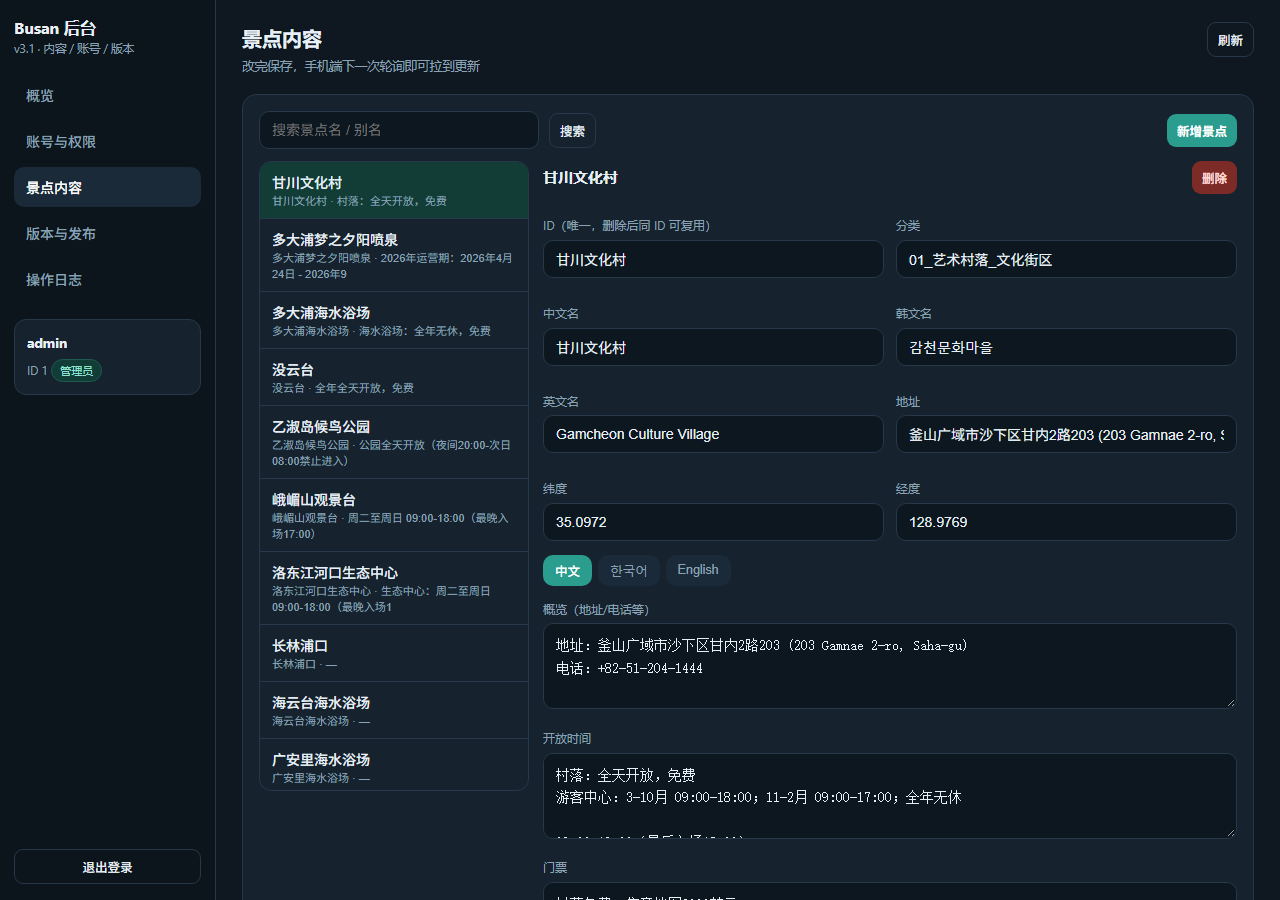 Busan 后台
v3.1 · 内容 / 账号 / 版本
概览
账号与权限
景点内容
版本与发布
操作日志
admin
ID 1 管理员
退出登录
景点内容
改完保存，手机端下一次轮询即可拉到更新
刷新
搜索景点名 / 别名
搜索
新增景点
甘川文化村
甘川文化村 · 村落：全天开放，免费
多大浦梦之夕阳喷泉
多大浦梦之夕阳喷泉 · 2026年运营期：2026年4月
24日 - 2026年9
多大浦海水浴场
多大浦海水浴场 · 海水浴场：全年无休，免费
没云台
没云台 · 全年全天开放，免费
乙淑岛候鸟公园
乙淑岛候鸟公园 · 公园全天开放（夜间20:00-次日
08:00禁止进入）
峨嵋山观景台
峨嵋山观景台 · 周二至周日 09:00-18:00（最晚入
场17:00）
洛东江河口生态中心
洛东江河口生态中心 · 生态中心：周二至周日
09:00-18:00（最晚入场1
长林浦口
长林浦口 · —
海云台海水浴场
海云台海水浴场 · —
广安里海水浴场
广安里海水浴场 · —
甘川文化村
删除
ID（唯一，删除后同 ID 可复用）
甘川文化村
分类
01_艺术村落_文化街区
中文名
甘川文化村
韩文名
감천문화마을
英文名
Gamcheon Culture Village
地址
釜山广域市沙下区甘内2路203 (203 Gamnae 2-ro, S
纬度
35.0972
经度
128.9769
中文
한국어
English
概览（地址/电话等）
地址：釜山广域市沙下区甘内2路203 (203 Gamnae 2-ro, Saha-gu)
电话：+82-51-204-1444
开放时间
村落：全天开放，免费
游客中心：3-10月 09:00-18:00；11-2月 09:00-17:00；全年无休
门票